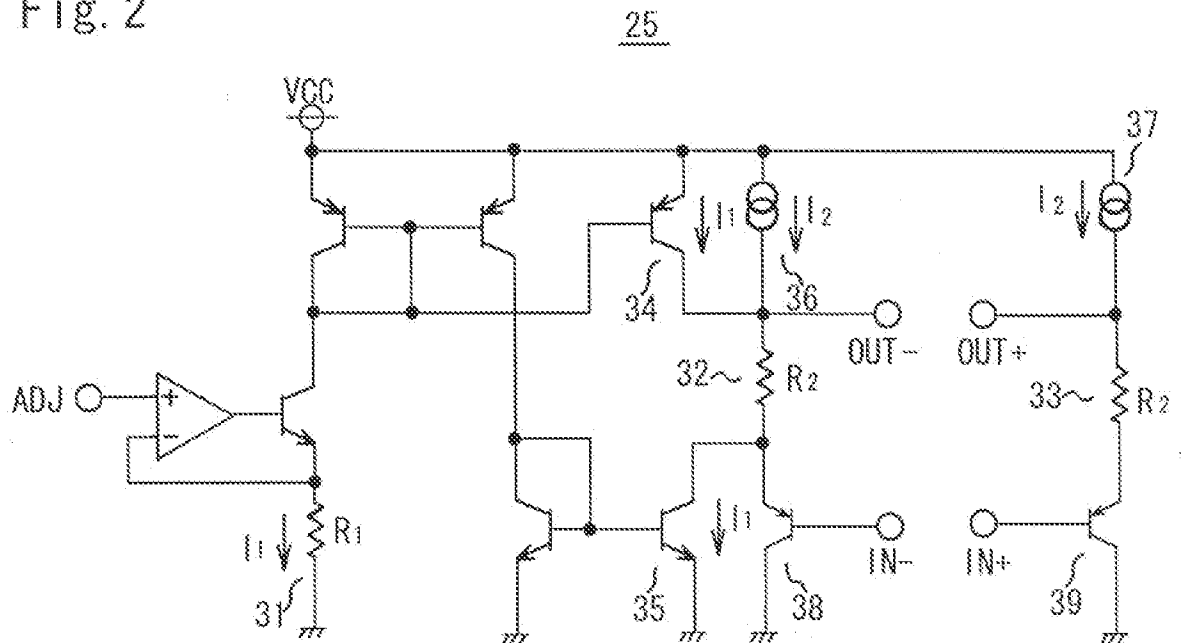 Fig. 2
25
VCC
37
I1
I2
I2
34
36
OUT-
OUT+
32
R2
33
R2
ADJ
+
-
I1
R1
I1
IN-
IN+
31
35
38
39